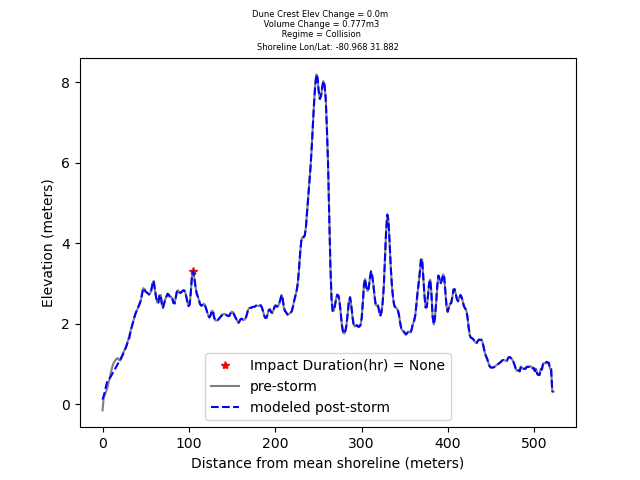 Dune Crest Elev Change = 0.0m
Volume Change = 0.777m3
Regime = Collision
Shoreline Lon/Lat: -80.968 31.882
8
6
4
2
0
Elevation (meters)
Impact Duration(hr) = None
pre-storm
modeled post-storm
0 100 200 300 400 500
Distance from mean shoreline (meters)